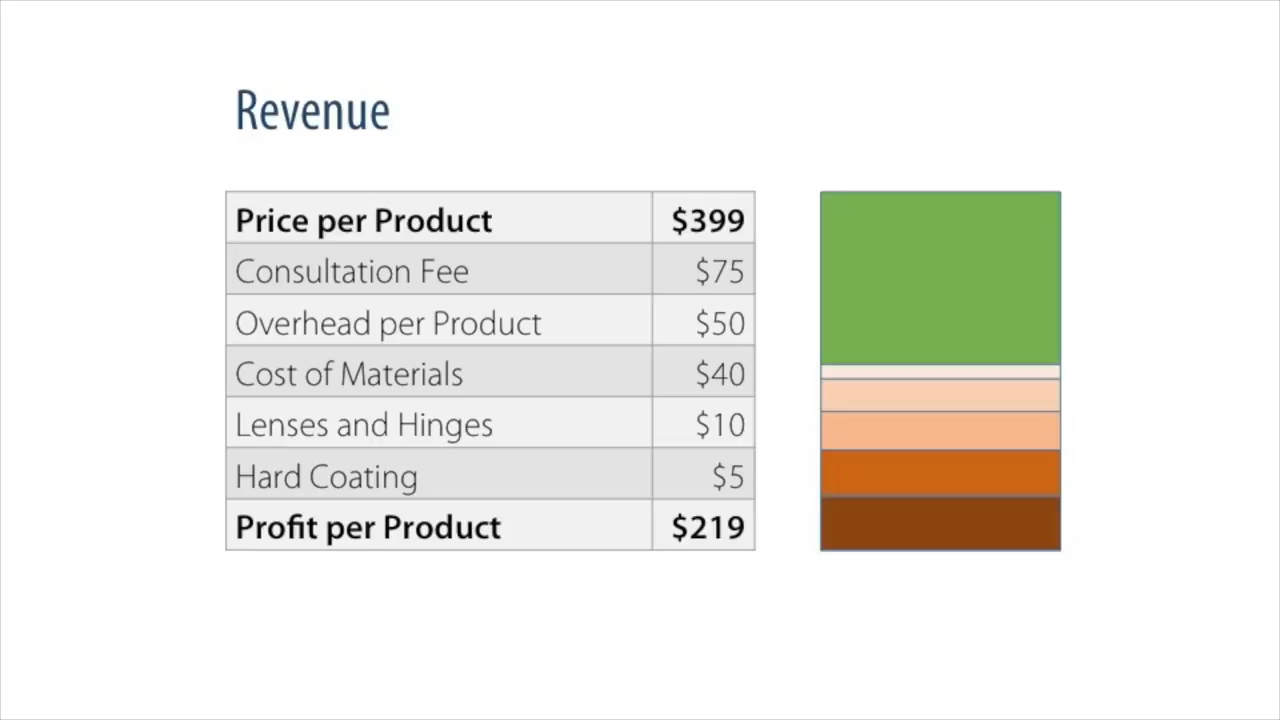 Revenue
Price per Product $399
Consultation Fee $75
Overhead per Product $50
Cost of Materials $40
Lenses and Hinges $10
Hard Coating $5
Profit per Product $219